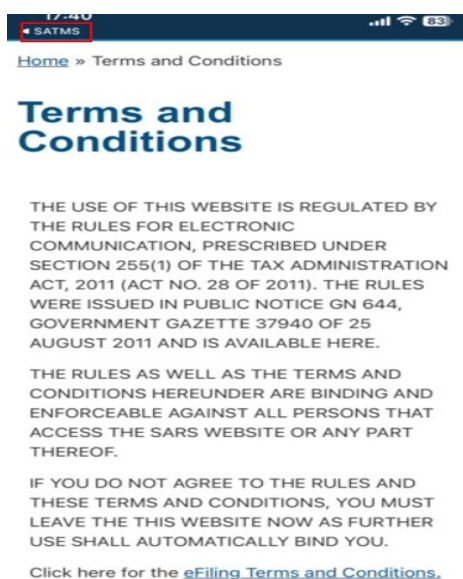 17:40
83
◀ SATMS
Home » Terms and Conditions
Terms and
Conditions
THE USE OF THIS WEBSITE IS REGULATED BY
THE RULES FOR ELECTRONIC
COMMUNICATION, PRESCRIBED UNDER
SECTION 255(1) OF THE TAX ADMINISTRATION
ACT, 2011 (ACT NO. 28 OF 2011). THE RULES
WERE ISSUED IN PUBLIC NOTICE GN 644,
GOVERNMENT GAZETTE 37940 OF 25
AUGUST 2011 AND IS AVAILABLE HERE.
THE RULES AS WELL AS THE TERMS AND
CONDITIONS HEREUNDER ARE BINDING AND
ENFORCEABLE AGAINST ALL PERSONS THAT
ACCESS THE SARS WEBSITE OR ANY PART
THEREOF.
IF YOU DO NOT AGREE TO THE RULES AND
THESE TERMS AND CONDITIONS, YOU MUST
LEAVE THE THIS WEBSITE NOW AS FURTHER
USE SHALL AUTOMATICALLY BIND YOU.
Click here for the eFiling Terms and Conditions.